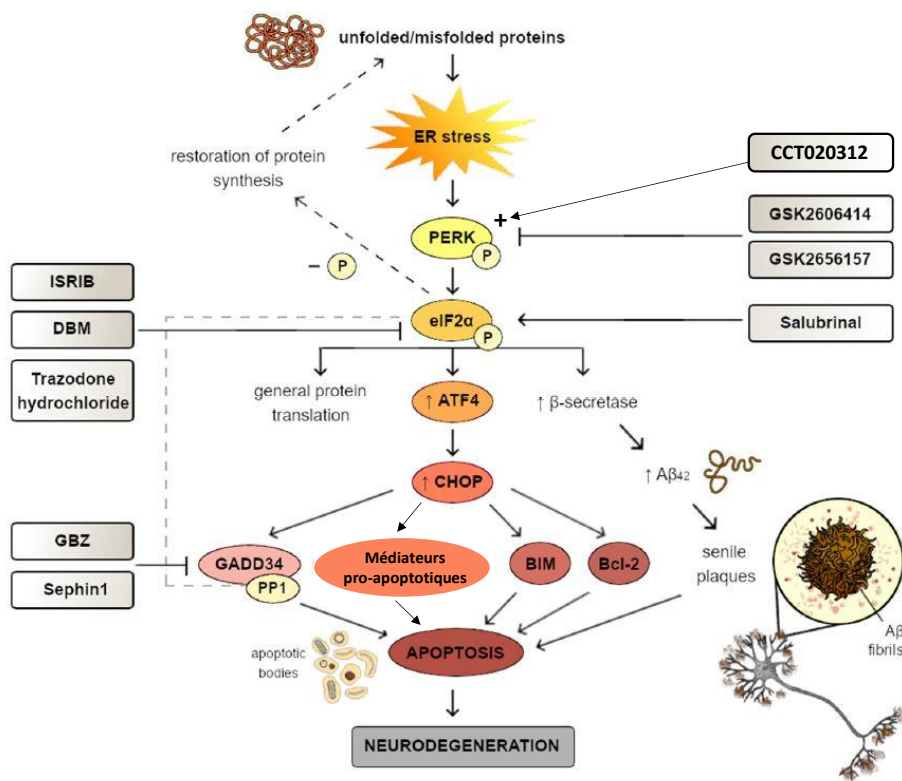 unfolded/misfolded proteins
ER stress
restoration of protein
synthesis
CCT020312
+
GSK2606414
PERK
P
GSK2656157
– P
ISRIB
DBM
Trazodone
hydrochloride
eIF2α
P
Salubrinal
general protein
translation
↑ ATF4
↑ β-secretase
↑ CHOP
↑ Aβ42
GBZ
Sephin1
GADD34
PP1
Médiateurs
pro-apoptotiques
BIM
Bcl-2
senile
plaques
Aβ
fibrils
apoptotic
bodies
APOPTOSIS
NEURODEGENERATION